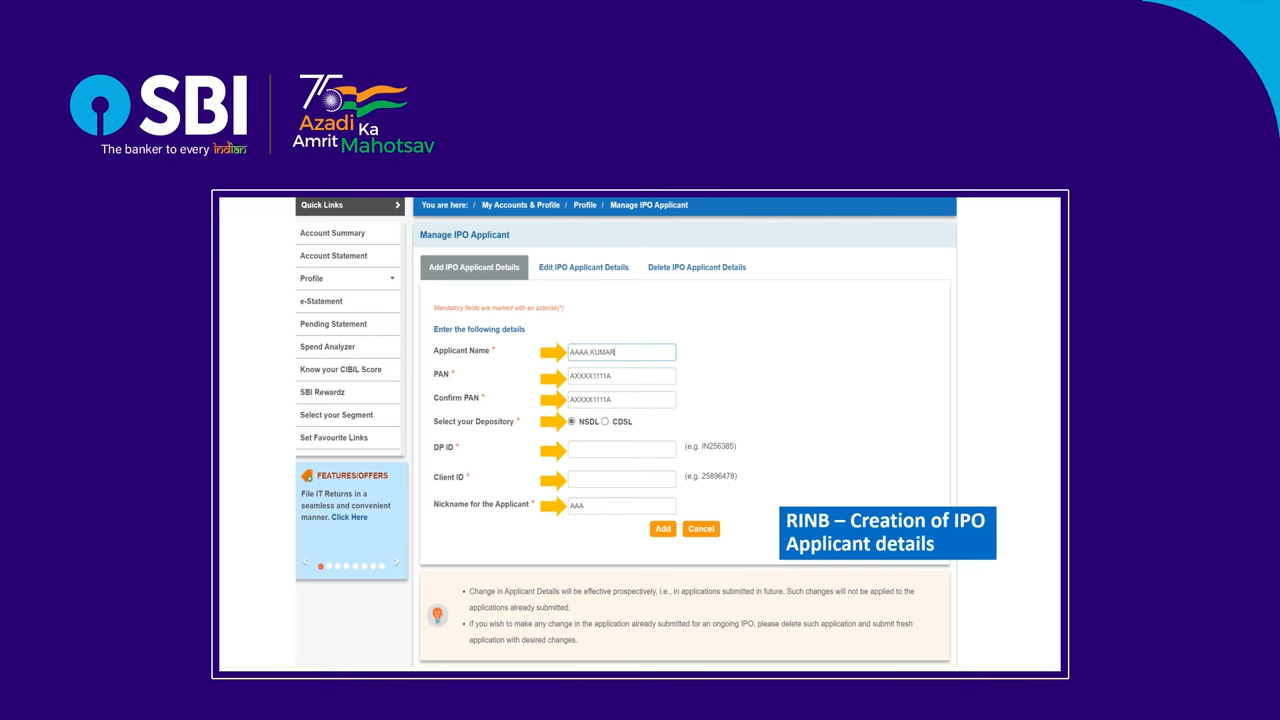 SBI
The banker to every indian
75
Azadi Ka
Amrit Mahotsav
Quick Links
Account Summary
Account Statement
Profile
e-Statement
Pending Statement
Spend Analyzer
Know your CIBIL Score
SBI Rewardz
Select your Segment
Set Favourite Links
FEATURES/OFFERS
File IT Returns in a
seamless and convenient
manner. Click Here
You are here: / My Accounts & Profile / Profile / Manage IPO Applicant
Manage IPO Applicant
Add IPO Applicant Details Edit IPO Applicant Details Delete IPO Applicant Details
Mandatory fields are marked with an asterisk(*)
Enter the following details
Applicant Name * AAAA.KUMAR
PAN * AXXXX1111A
Confirm PAN * AXXXX1111A
Select your Depository * NSDL CDSL
DP ID * (e.g. IN256385)
Client ID * (e.g. 25896478)
Nickname for the Applicant * AAA
Add Cancel
RINB – Creation of IPO
Applicant details
• Change in Applicant Details will be effective prospectively, i.e., in applications submitted in future. Such changes will not be applied to the
applications already submitted.
• If you wish to make any change in the application already submitted for an ongoing IPO, please delete such application and submit fresh
application with desired changes.